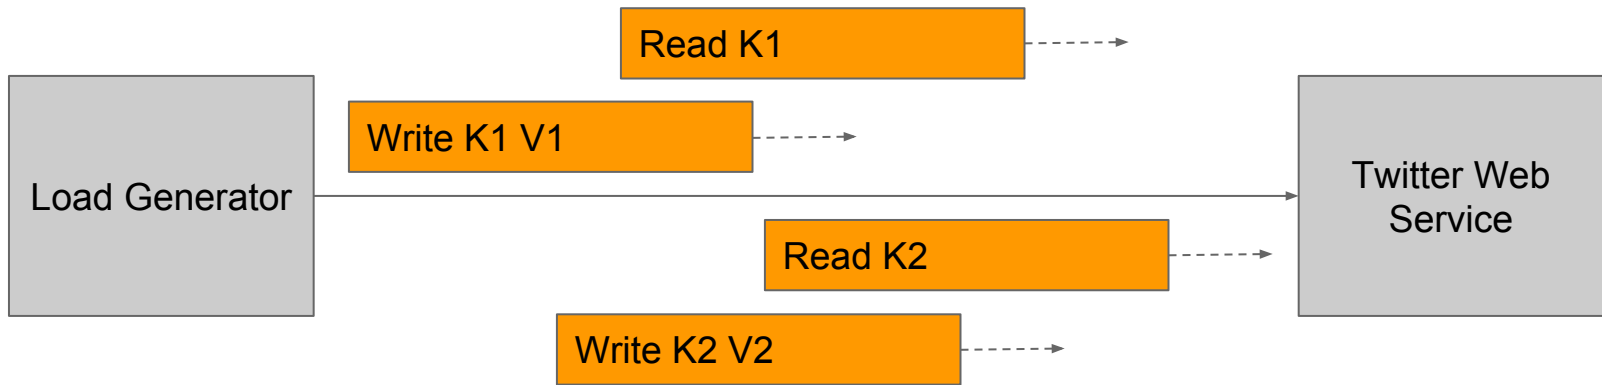 Read K1
Write K1 V1
Load Generator
Twitter Web
Service
Read K2
Write K2 V2